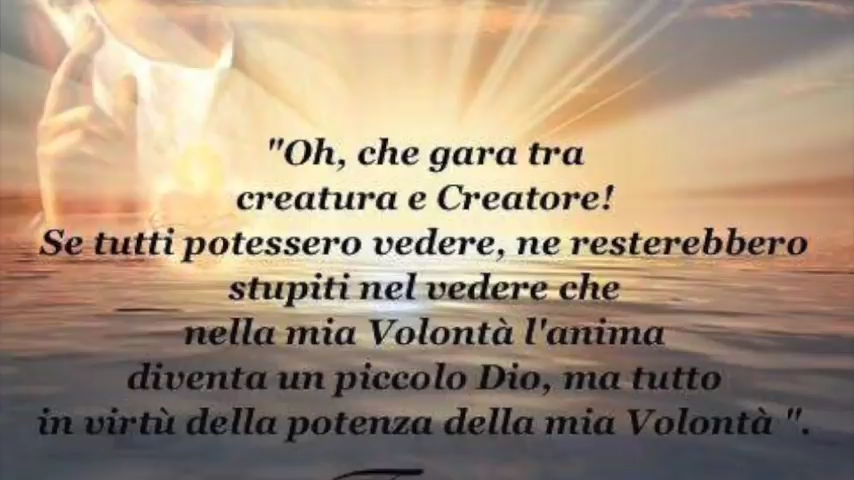 "Oh, che gara tra
creatura e Creatore!
Se tutti potessero vedere, ne resterebbero
stupiti nel vedere che
nella mia Volontà l'anima
diventa un piccolo Dio, ma tutto
in virtù della potenza della mia Volontà ".